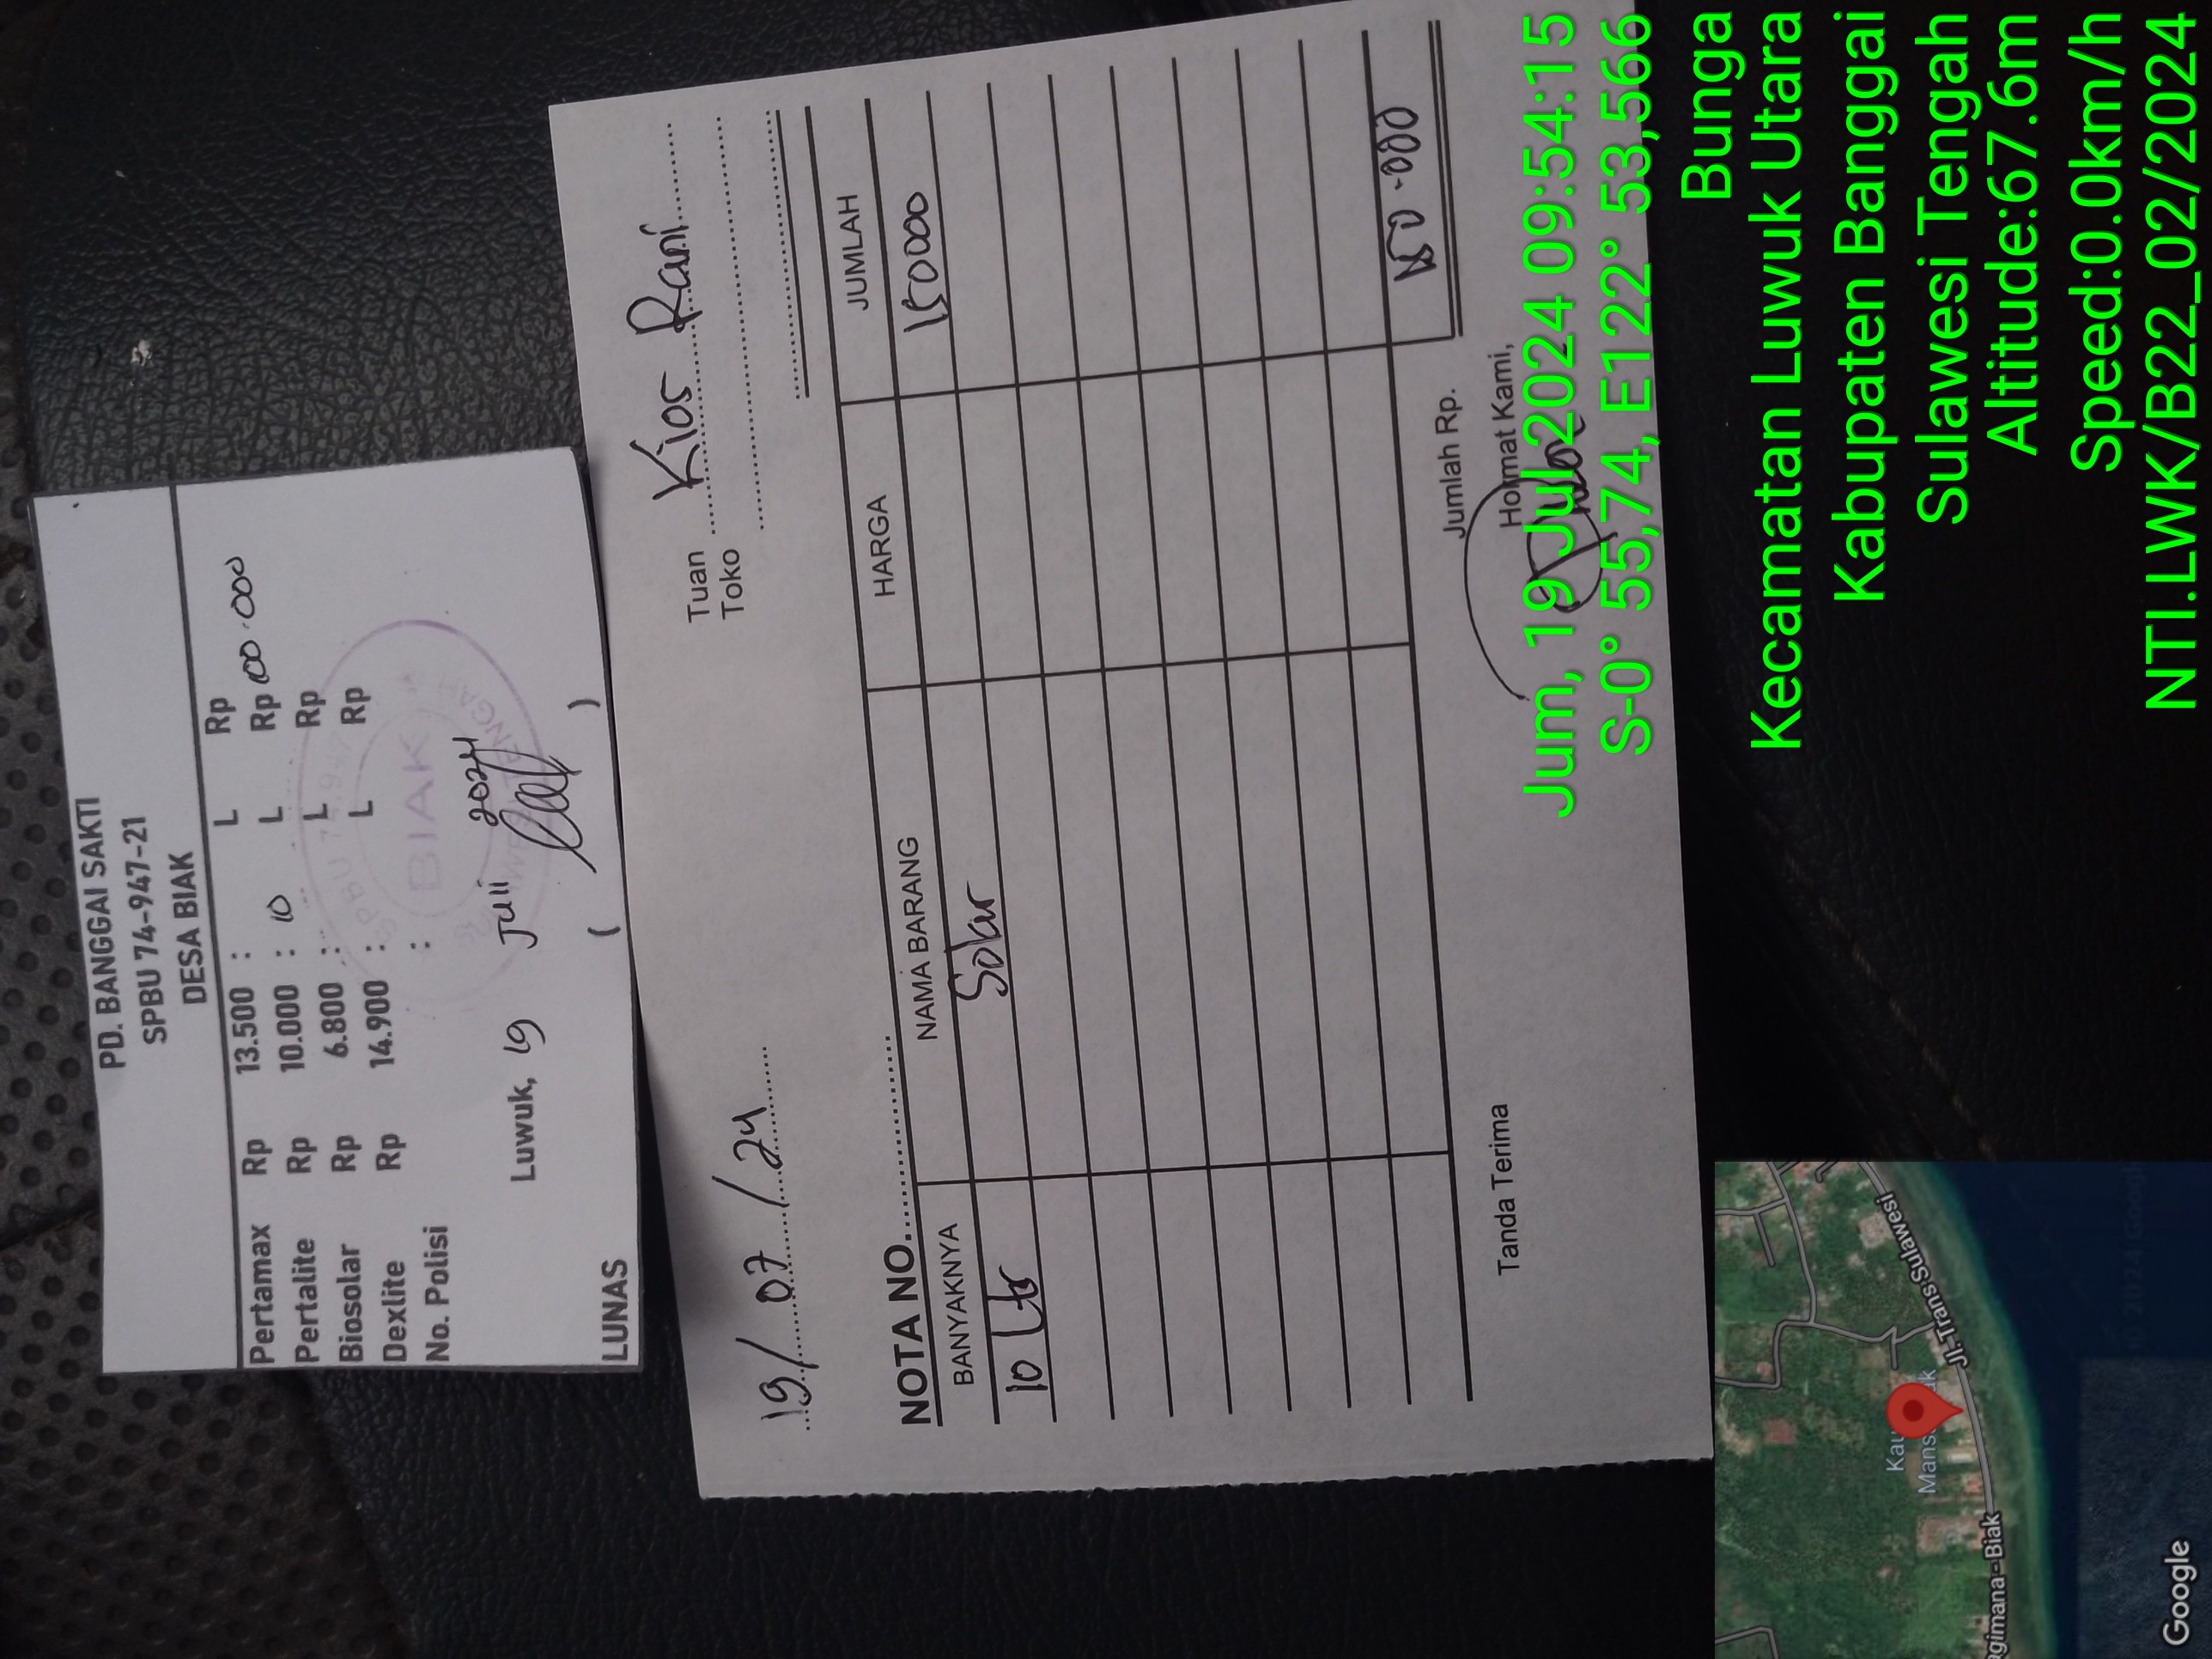 PD. BANGGAI SAKTI
SPBU 74-947-21
DESA BIAK
Pertamax Rp 13.500 : L Rp
Pertalite Rp 10.000 : 10 L Rp 100.000
Biosolar Rp 6.800 : L Rp
Dexlite Rp 14.900 : L Rp
No. Polisi :
Luwuk, 19 Juli 2024
LUNAS ( )
BIAK
19/07/24
Tuan Kios Rani
Toko
NOTA NO.
BANYAKNYA NAMA BARANG HARGA JUMLAH
10 Ltr Solar 150000
Jumlah Rp. 150.000
Tanda Terima Hormat Kami,
Jum, 19 Jul 2024 09:54:15
S-0° 55,74, E122° 53,566
Bunga
Kecamatan Luwuk Utara
Kabupaten Banggai
Sulawesi Tengah
Altitude:67.6m
Speed:0.0km/h
NTI.LWK/B22_02/2024
Jl. Trans Sulawesi
agimana - Biak
Google